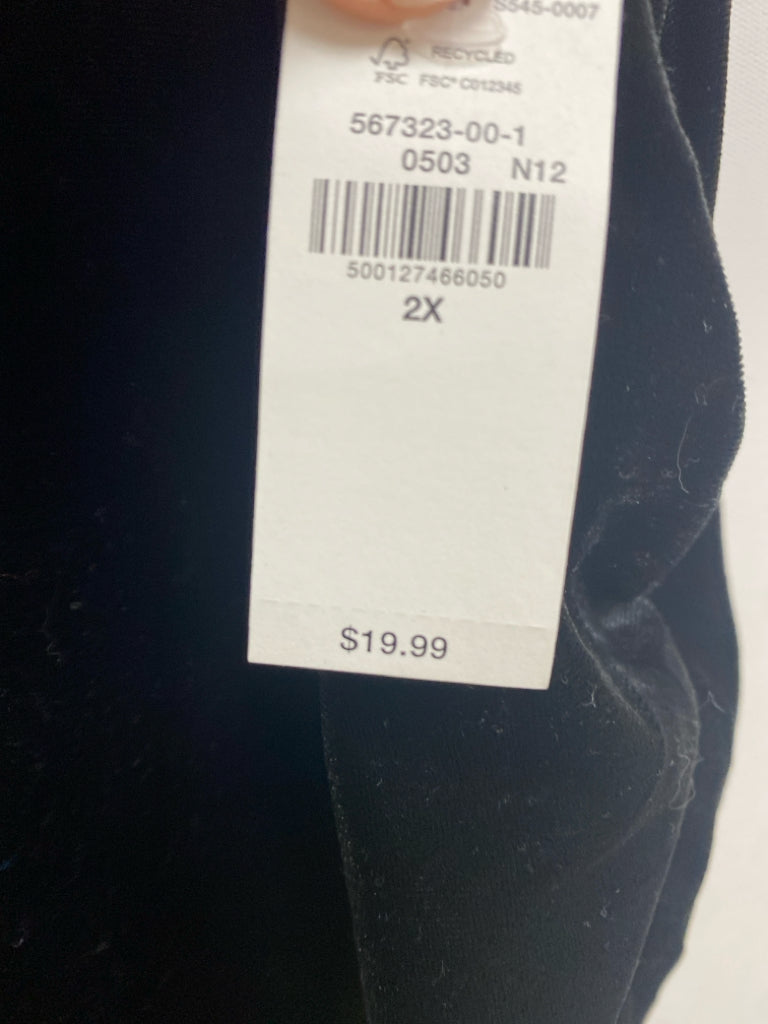 S545-0007
RECYCLED
FSC FSC® C012345
567323-00-1
0503 N12
500127466050
2X
$19.99